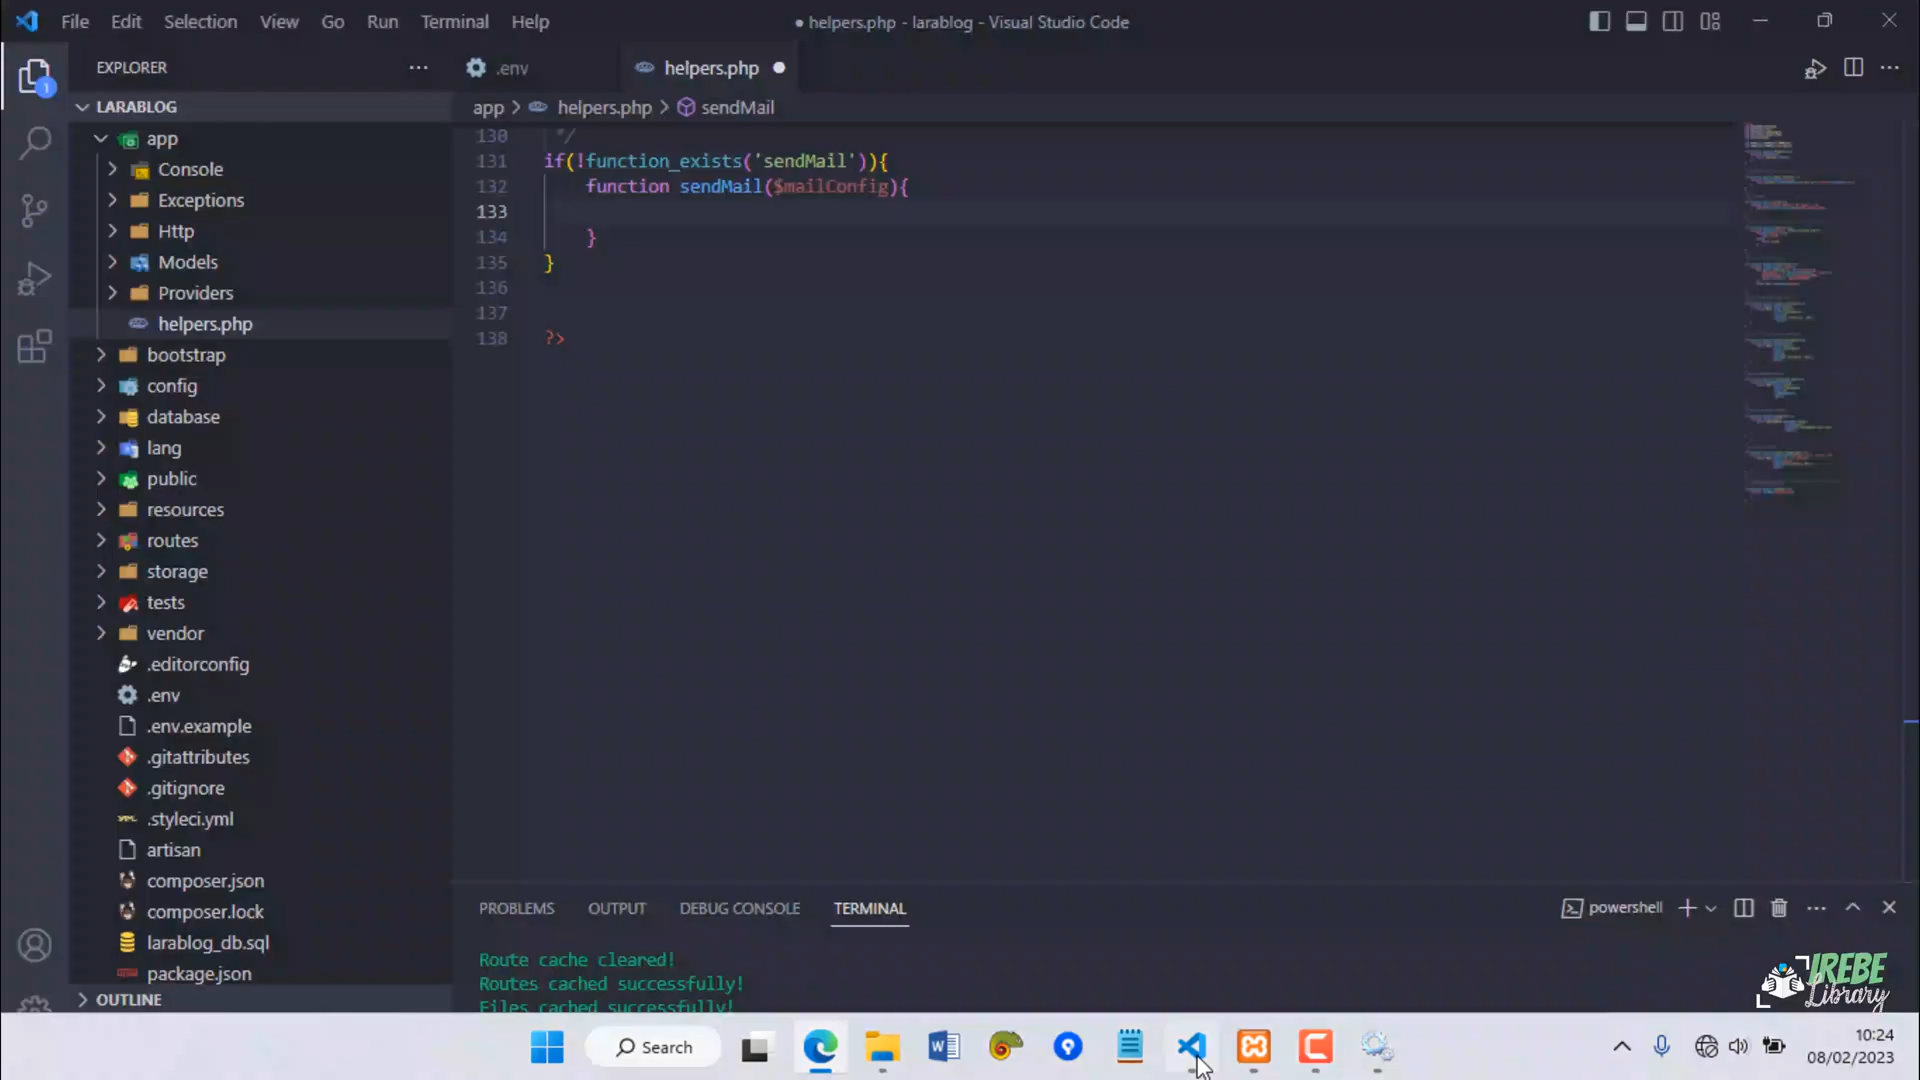 File Edit Selection View Go Run Terminal Help
● helpers.php - larablog - Visual Studio Code
EXPLORER
.env
helpers.php
1
LARABLOG
app > helpers.php > sendMail
app
Console
Exceptions
Http
Models
Providers
helpers.php
bootstrap
config
database
lang
public
resources
routes
storage
tests
vendor
.editorconfig
.env
.env.example
.gitattributes
.gitignore
.styleci.yml
artisan
composer.json
composer.lock
larablog_db.sql
package.json
OUTLINE
130 */
131 if(!function_exists('sendMail')){
132 function sendMail($mailConfig){
133
134 }
135 }
136
137
138 ?>
PROBLEMS OUTPUT DEBUG CONSOLE TERMINAL
powershell
Route cache cleared!
Routes cached successfully!
Files cached successfully!
IREBE
Library
Search
10:24
08/02/2023